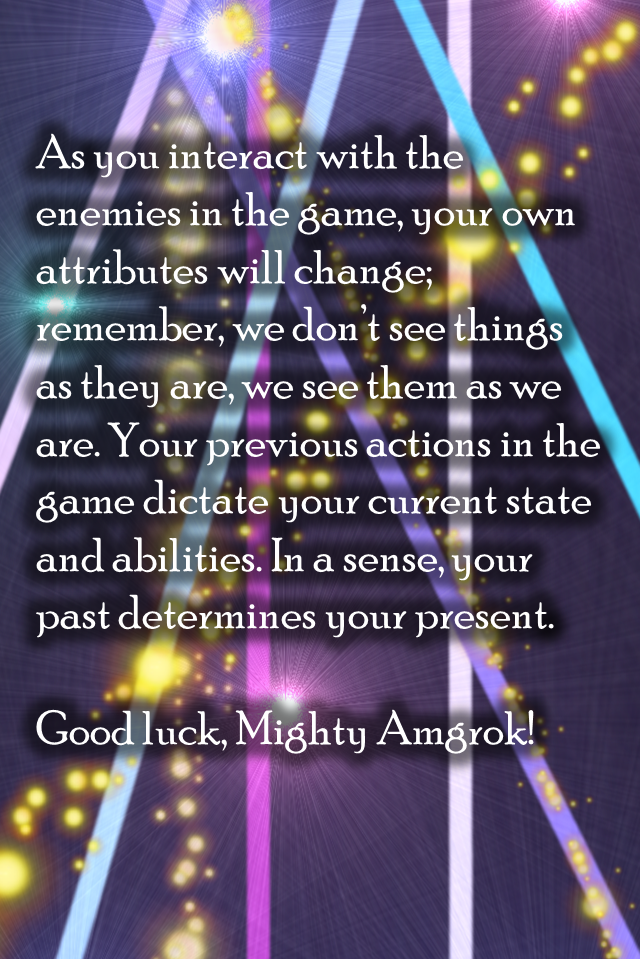 As you interact with the
enemies in the game, your own
attributes will change;
remember, we don't see things
as they are, we see them as we
are. Your previous actions in the
game dictate your current state
and abilities. In a sense, your
past determines your present.
Good luck, Mighty Amgrok!